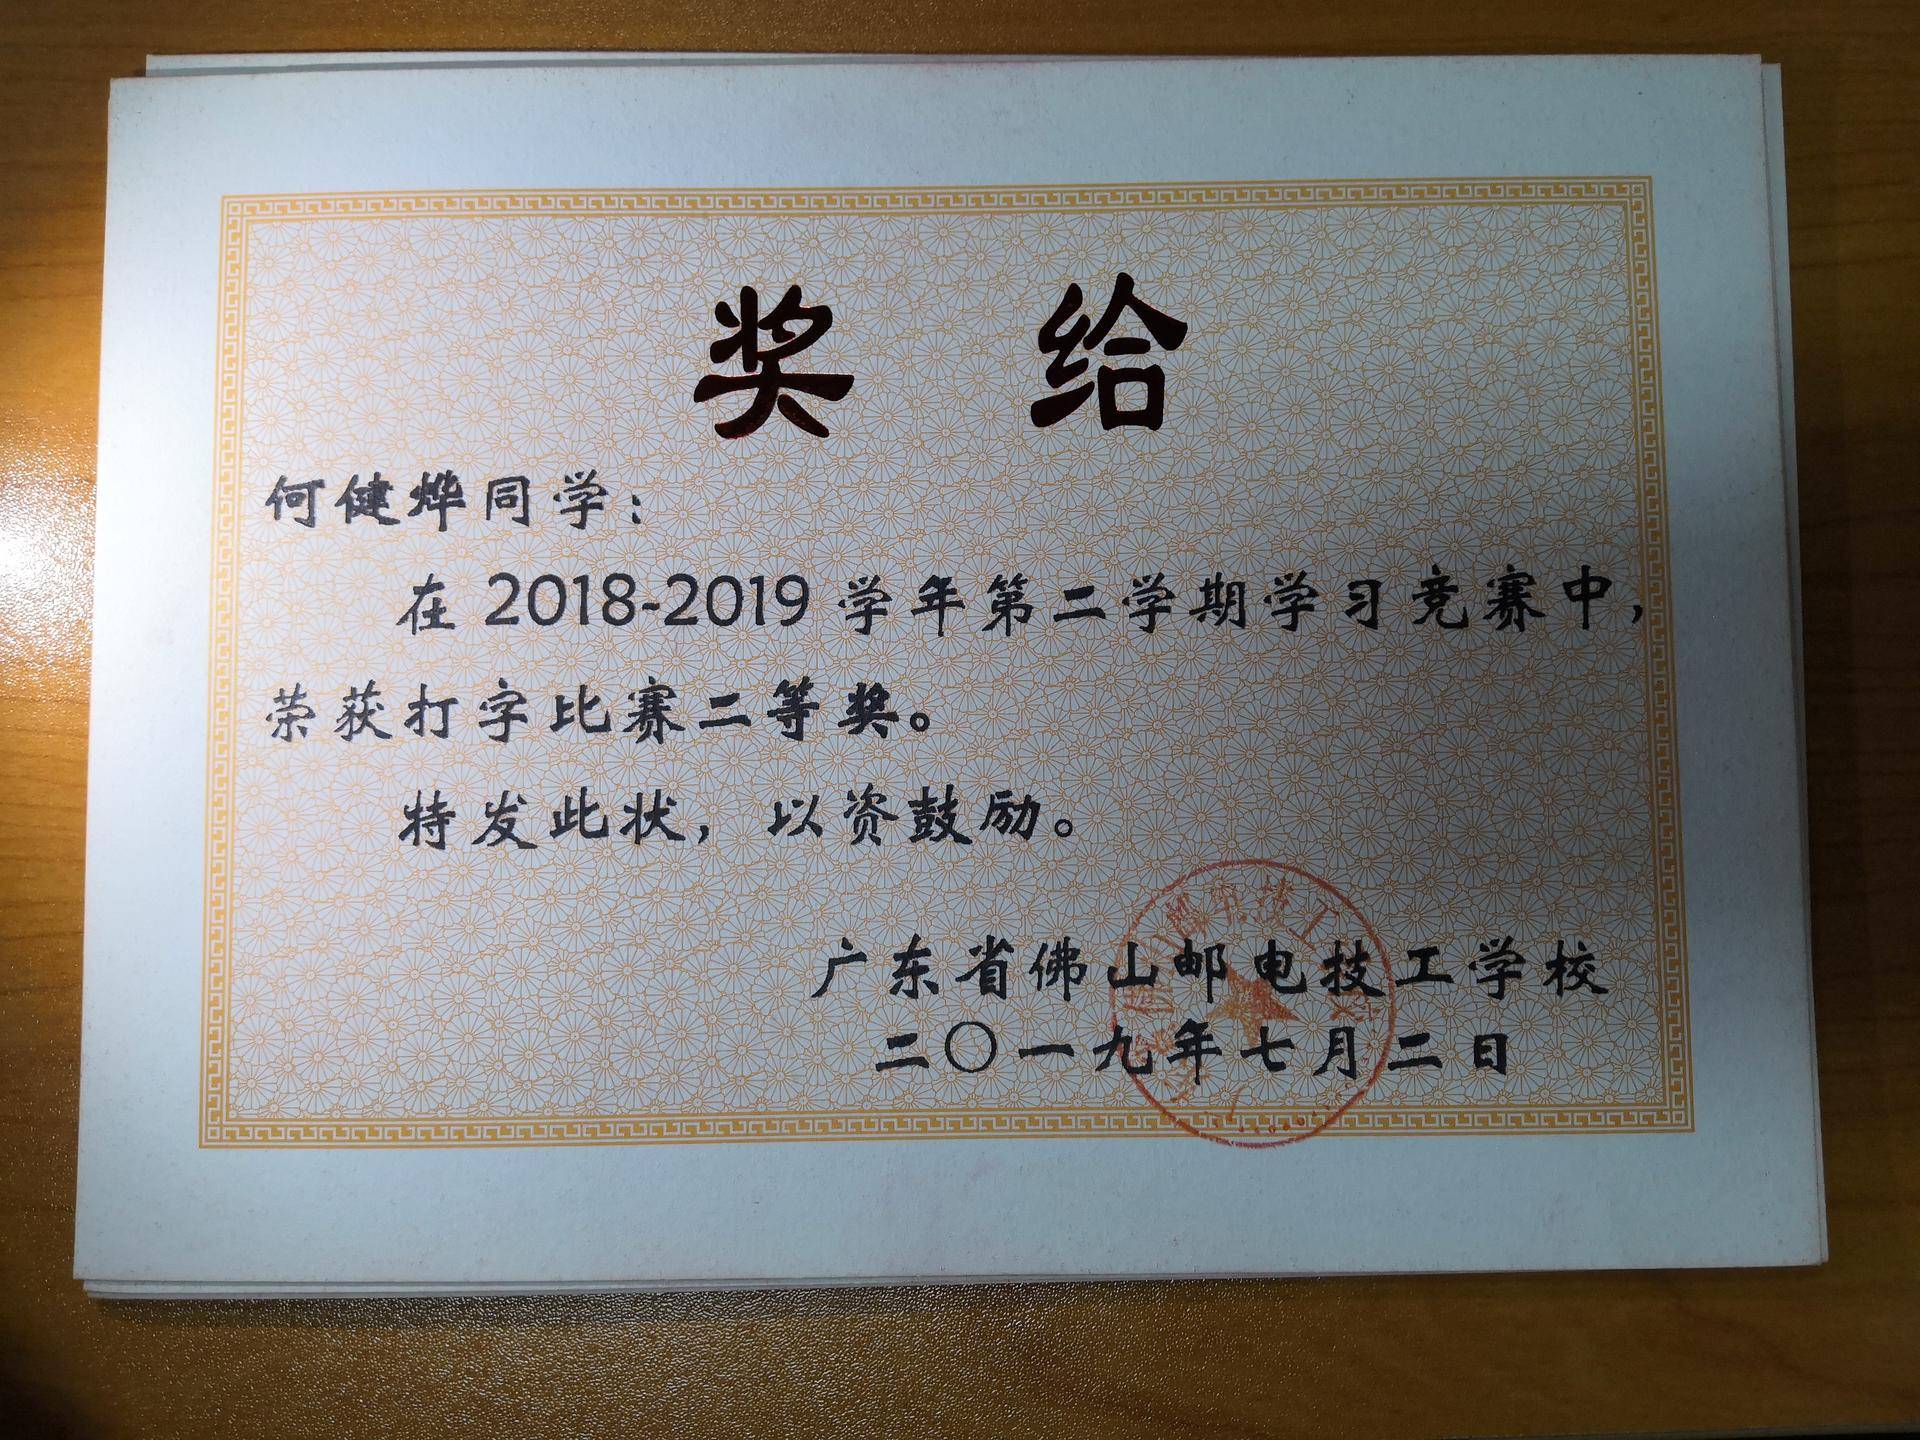 奖 给
何健烨同学：
在 2018-2019 学年第二学期学习竞赛中，
荣获打字比赛二等奖。
特发此状，以资鼓励。
广东省佛山邮电技工学校
二〇一九年七月二日